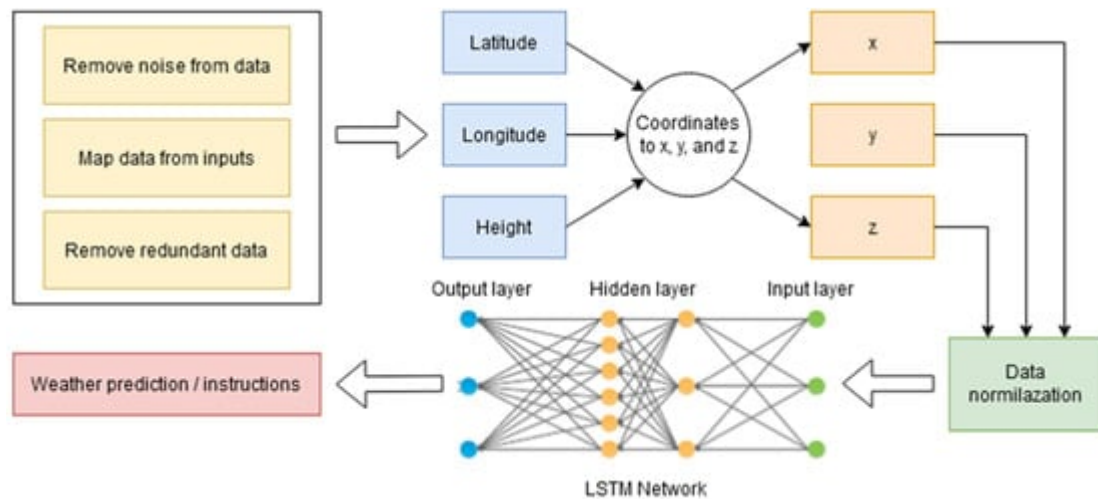 Remove noise from data
Map data from inputs
Remove redundant data
Latitude
Longitude
Height
Coordinates
to x, y, and z
x
y
z
Output layer
Hidden layer
Input layer
Data
normilazation
LSTM Network
Weather prediction / instructions